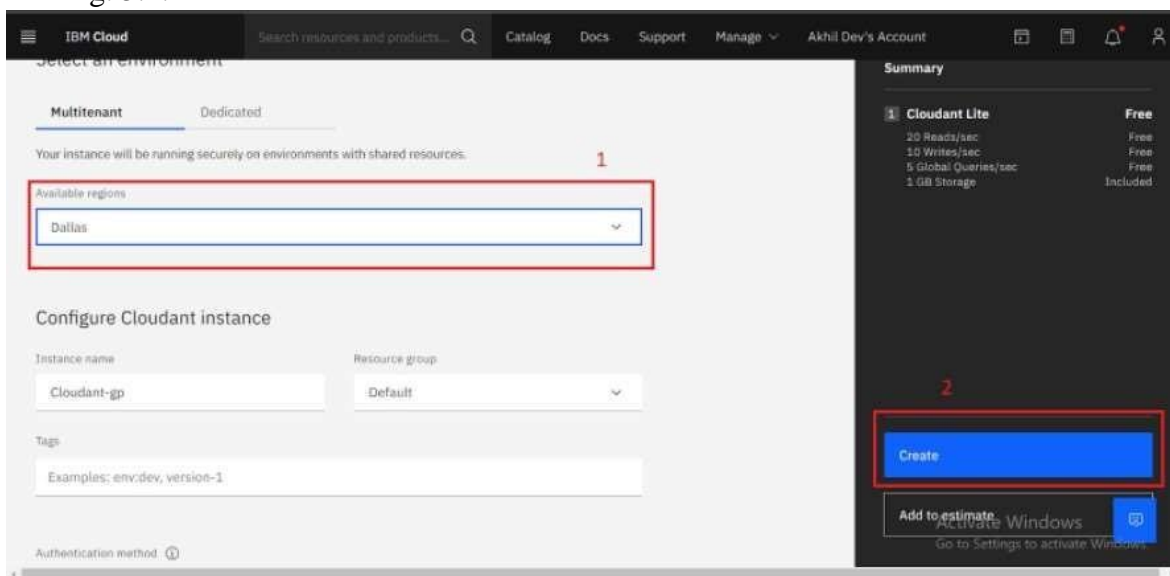 IBM Cloud
Search resources and products...
Catalog
Docs
Support
Manage
Akhil Dev's Account
Select an environment
Multitenant
Dedicated
Your instance will be running securely on environments with shared resources.
1
Available regions
Dallas
Configure Cloudant instance
Instance name
Resource group
Cloudant-gp
Default
Tags
Examples: env:dev, version-1
Authentication method
Summary
1 Cloudant Lite Free
20 Reads/sec Free
10 Writes/sec Free
5 Global Queries/sec Free
1 GB Storage Included
2
Create
Add to estimate
Activate Windows
Go to Settings to activate Windows.